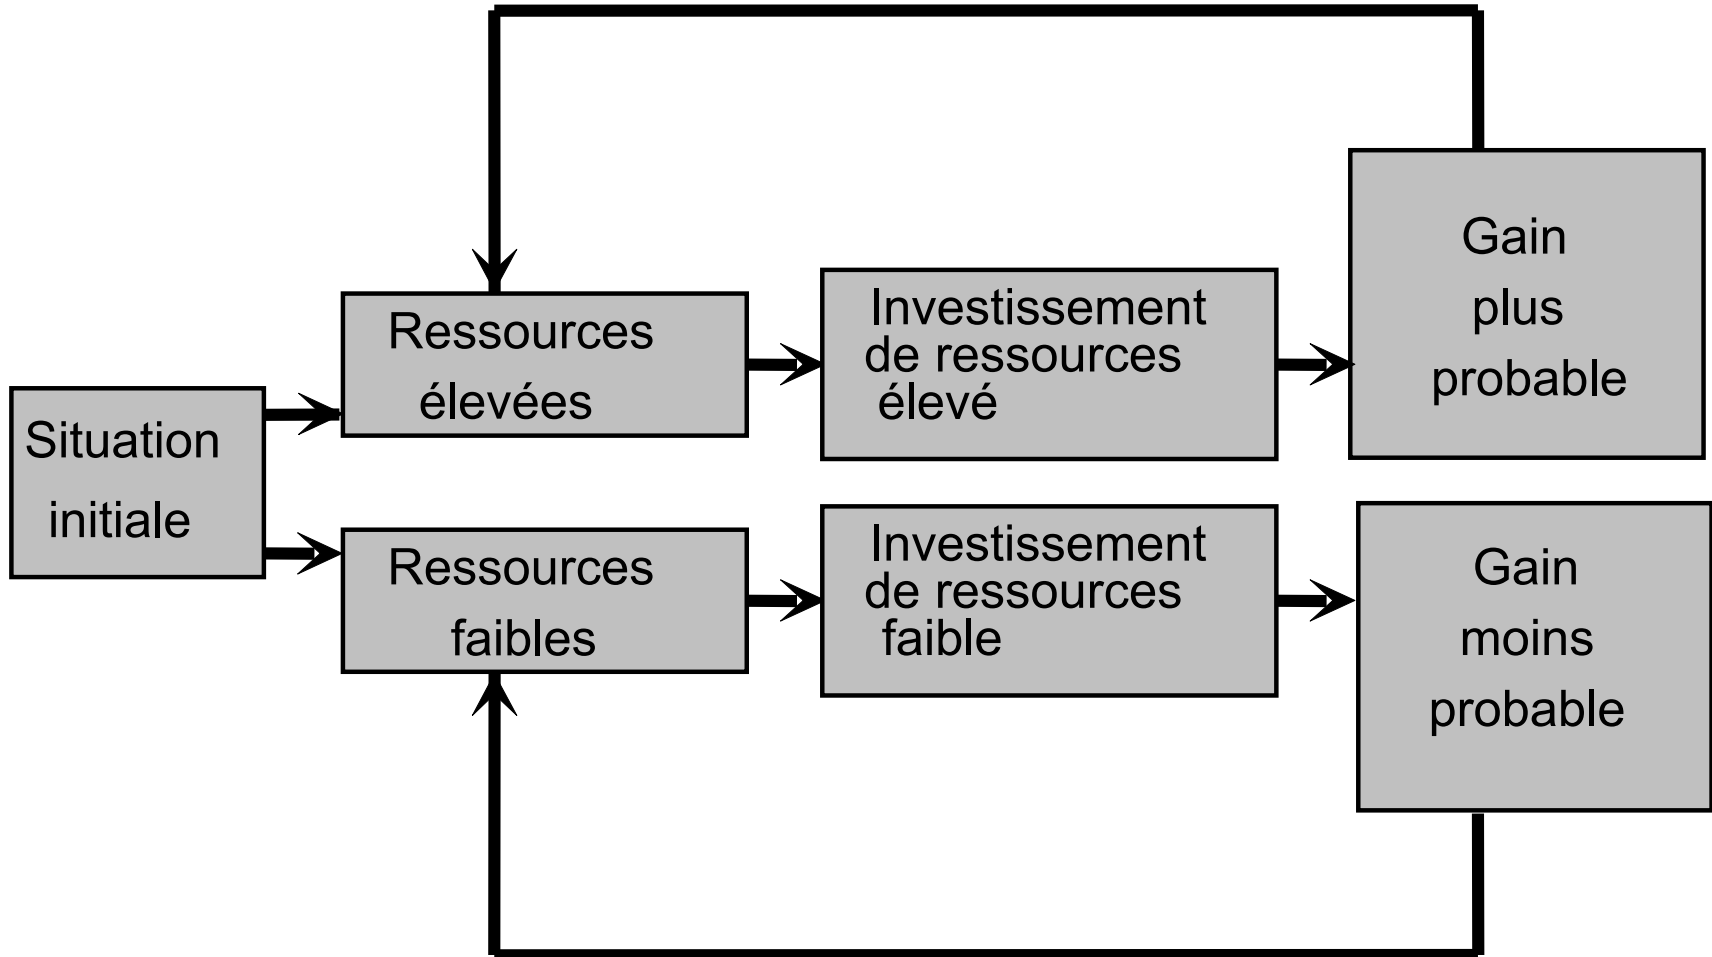 Situation
initiale
Ressources
élevées
Investissement
de ressources
élevé
Gain
plus
probable
Ressources
faibles
Investissement
de ressources
faible
Gain
moins
probable